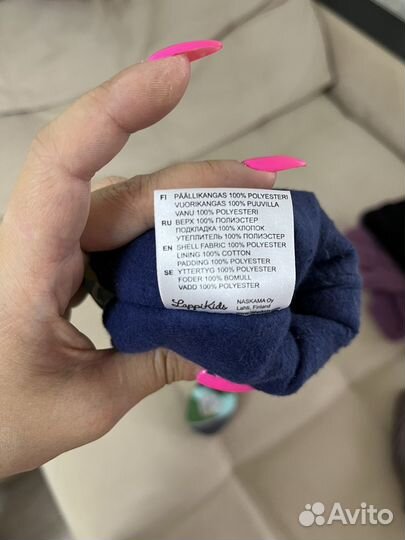 FI PÄÄLLIKANGAS 100% POLYESTERI
VUORIKANGAS 100% PUUVILLA
VANU 100% POLYESTERI
RU ВЕРХ 100% ПОЛИЭСТЕР
ПОДКЛАДКА 100% ХЛОПОК
УТЕПЛИТЕЛЬ 100% ПОЛИЭСТЕР
EN SHELL FABRIC 100% POLYESTER
LINING 100% COTTON
PADDING 100% POLYESTER
SE YTTERTYG 100% POLYESTER
FODER 100% BOMULL
VADD 100% POLYESTER
LappiKids
NASKAMA Oy
Lahti, Finland
Avito